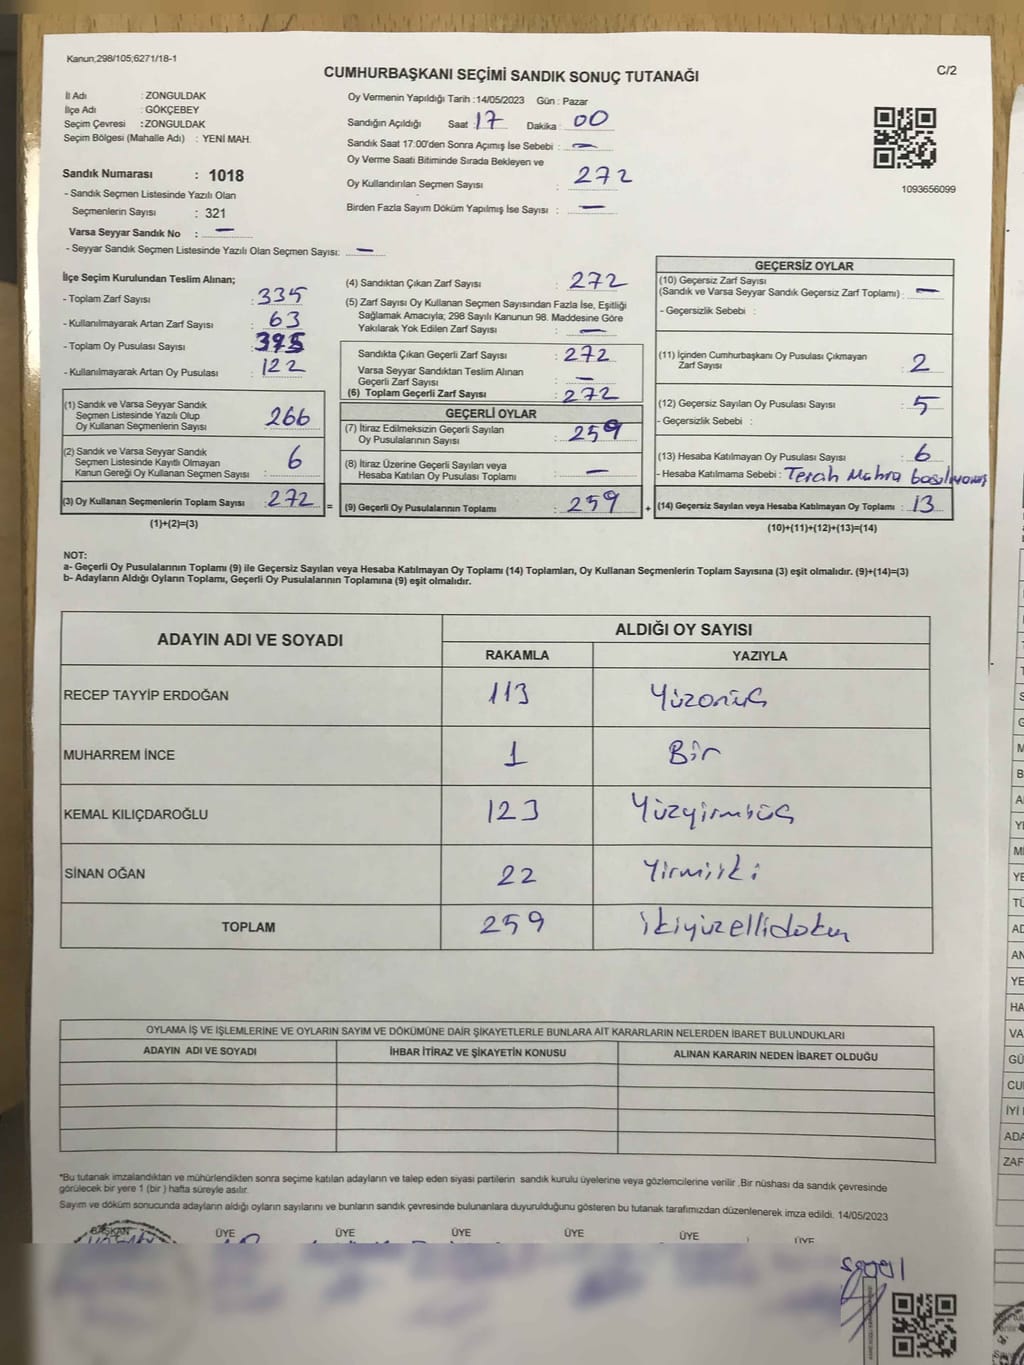 Kanun;298/105;6271/18-1
CUMHURBAŞKANI SEÇİMİ SANDIK SONUÇ TUTANAĞI
C/2
İl Adı : ZONGULDAK
İlçe Adı : GÖKÇEBEY
Seçim Çevresi : ZONGULDAK
Seçim Bölgesi (Mahalle Adı) : YENİ MAH.
Sandık Numarası : 1018
- Sandık Seçmen Listesinde Yazılı Olan
Seçmenlerin Sayısı : 321
Varsa Seyyar Sandık No : —
- Seyyar Sandık Seçmen Listesinde Yazılı Olan Seçmen Sayısı: —
Oy Vermenin Yapıldığı Tarih :14/05/2023 Gün : Pazar
Sandığın Açıldığı Saat :17 Dakika : 00
Sandık Saat 17:00'den Sonra Açımış İse Sebebi : —
Oy Verme Saati Bitiminde Sırada Bekleyen ve
Oy Kullandırılan Seçmen Sayısı : 272
Birden Fazla Sayım Döküm Yapılmış İse Sayısı : —
1093656099
İlçe Seçim Kurulundan Teslim Alınan;
- Toplam Zarf Sayısı : 335
- Kullanılmayarak Artan Zarf Sayısı : 63
- Toplam Oy Pusulası Sayısı
- Kullanılmayarak Artan Oy Pusulası : 122
(1) Sandık ve Varsa Seyyar Sandık
Seçmen Listesinde Yazılı Olup
Oy Kullanan Seçmenlerin Sayısı : 266
(2) Sandık ve Varsa Seyyar Sandık
Seçmen Listesinde Kayıtlı Olmayan
Kanun Gereği Oy Kullanan Seçmen Sayısı : 6
(3) Oy Kullanan Seçmenlerin Toplam Sayısı : 272 =
(1)+(2)=(3)
(4) Sandıktan Çıkan Zarf Sayısı : 272
(5) Zarf Sayısı Oy Kullanan Seçmen Sayısından Fazla İse, Eşitliği
Sağlamak Amacıyla; 298 Sayılı Kanunun 98. Maddesine Göre
Yakılarak Yok Edilen Zarf Sayısı : —
Sandıkta Çıkan Geçerli Zarf Sayısı : 272
Varsa Seyyar Sandıktan Teslim Alınan
Geçerli Zarf Sayısı : —
(6) Toplam Geçerli Zarf Sayısı : 272
GEÇERLİ OYLAR
(7) İtiraz Edilmeksizin Geçerli Sayılan
Oy Pusulalarının Sayısı : 259
(8) İtiraz Üzerine Geçerli Sayılan veya
Hesaba Katılan Oy Pusulası Toplamı : —
(9) Geçerli Oy Pusulalarının Toplamı : 259 +
GEÇERSİZ OYLAR
(10) Geçersiz Zarf Sayısı
(Sandık ve Varsa Seyyar Sandık Geçersiz Zarf Toplamı) : —
- Geçersizlik Sebebi :
(11) İçinden Cumhurbaşkanı Oy Pusulası Çıkmayan
Zarf Sayısı : 2
(12) Geçersiz Sayılan Oy Pusulası Sayısı : 5
- Geçersizlik Sebebi :
(13) Hesaba Katılmayan Oy Pusulası Sayısı : 6
- Hesaba Katılmama Sebebi : Tercih Mührü
(14) Geçersiz Sayılan veya Hesaba Katılmayan Oy Toplamı : 13
(10)+(11)+(12)+(13)=(14)
NOT:
a- Geçerli Oy Pusulalarının Toplamı (9) ile Geçersiz Sayılan veya Hesaba Katılmayan Oy Toplamı (14) Toplamları, Oy Kullanan Seçmenlerin Toplam Sayısına (3) eşit olmalıdır. (9)+(14)=(3)
b- Adayların Aldığı Oyların Toplamı, Geçerli Oy Pusulalarının Toplamına (9) eşit olmalıdır.
ADAYIN ADI VE SOYADI
ALDIĞI OY SAYISI
RAKAMLA YAZIYLA
RECEP TAYYİP ERDOĞAN 113 Yüzonüç
MUHARREM İNCE 1 Bir
KEMAL KILIÇDAROĞLU 123 Yüzyirmiüç
SİNAN OĞAN 22 Yirmiiki
TOPLAM 259 ikiyüzellidokuz
OYLAMA İŞ VE İŞLEMLERİNE VE OYLARIN SAYIM VE DÖKÜMÜNE DAİR ŞİKAYETLERLE BUNLARA AİT KARARLARIN NELERDEN İBARET BULUNDUKLARI
ADAYIN ADI VE SOYADI İHBAR İTİRAZ VE ŞİKAYETİN KONUSU ALINAN KARARIN NEDEN İBARET OLDUĞU
*Bu tutanak imzalandıktan ve mühürlendikten sonra seçime katılan adayların ve talep eden siyasi partilerin sandık kurulu üyelerine veya gözlemcilerine verilir .Bir nüshası da sandık çevresinde
görülecek bir yere 1 (bir ) hafta süreyle asılır.
Sayım ve döküm sonucunda adayların aldığı oyların sayılarını ve bunların sandık çevresinde bulunanlara duyurulduğunu gösteren bu tutanak tarafımızdan düzenlenerek imza edildi. 14/05/2023
BAŞKAN ÜYE ÜYE ÜYE ÜYE ÜYE ÜYE